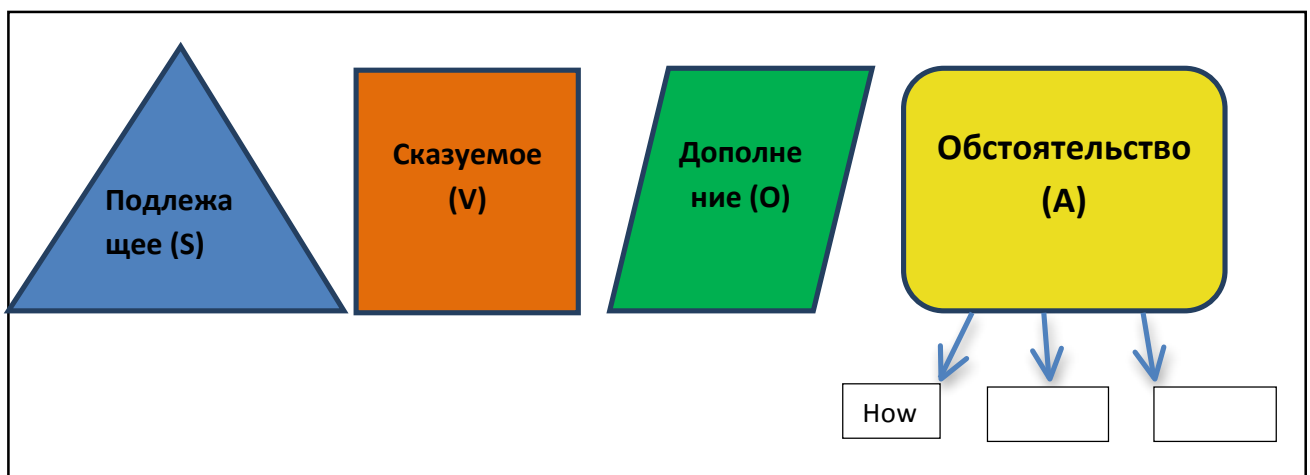 Подлежа
щее (S)
Сказуемое
(V)
Дополне
ние (O)
Обстоятельство
(A)
How